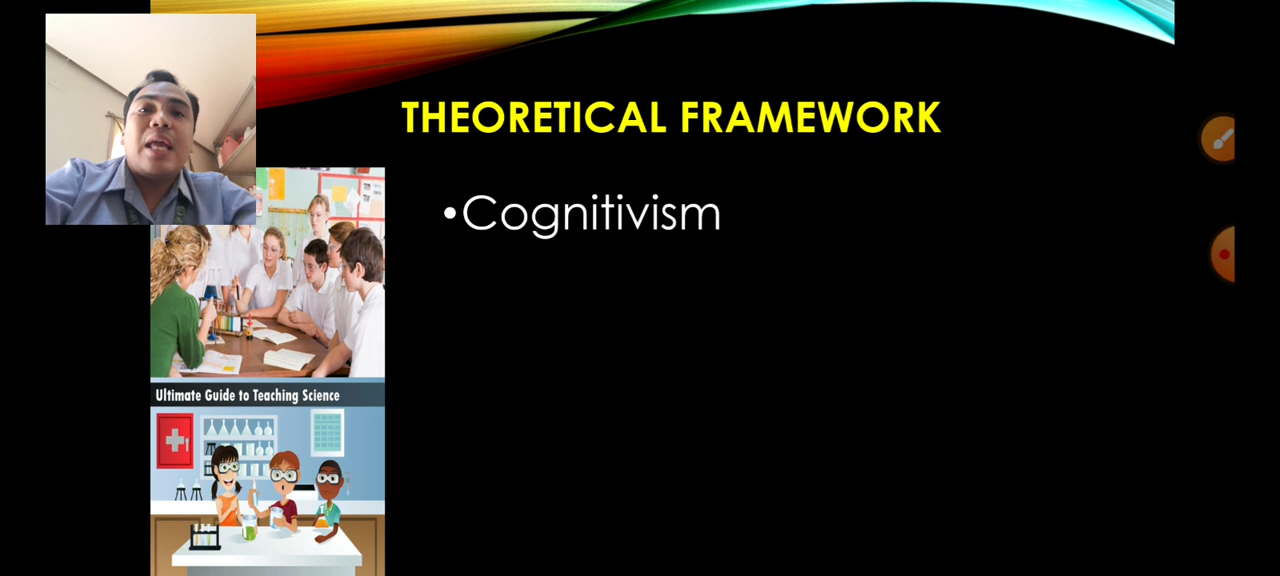 THEORETICAL FRAMEWORK
•Cognitivism
Ultimate Guide to Teaching Science